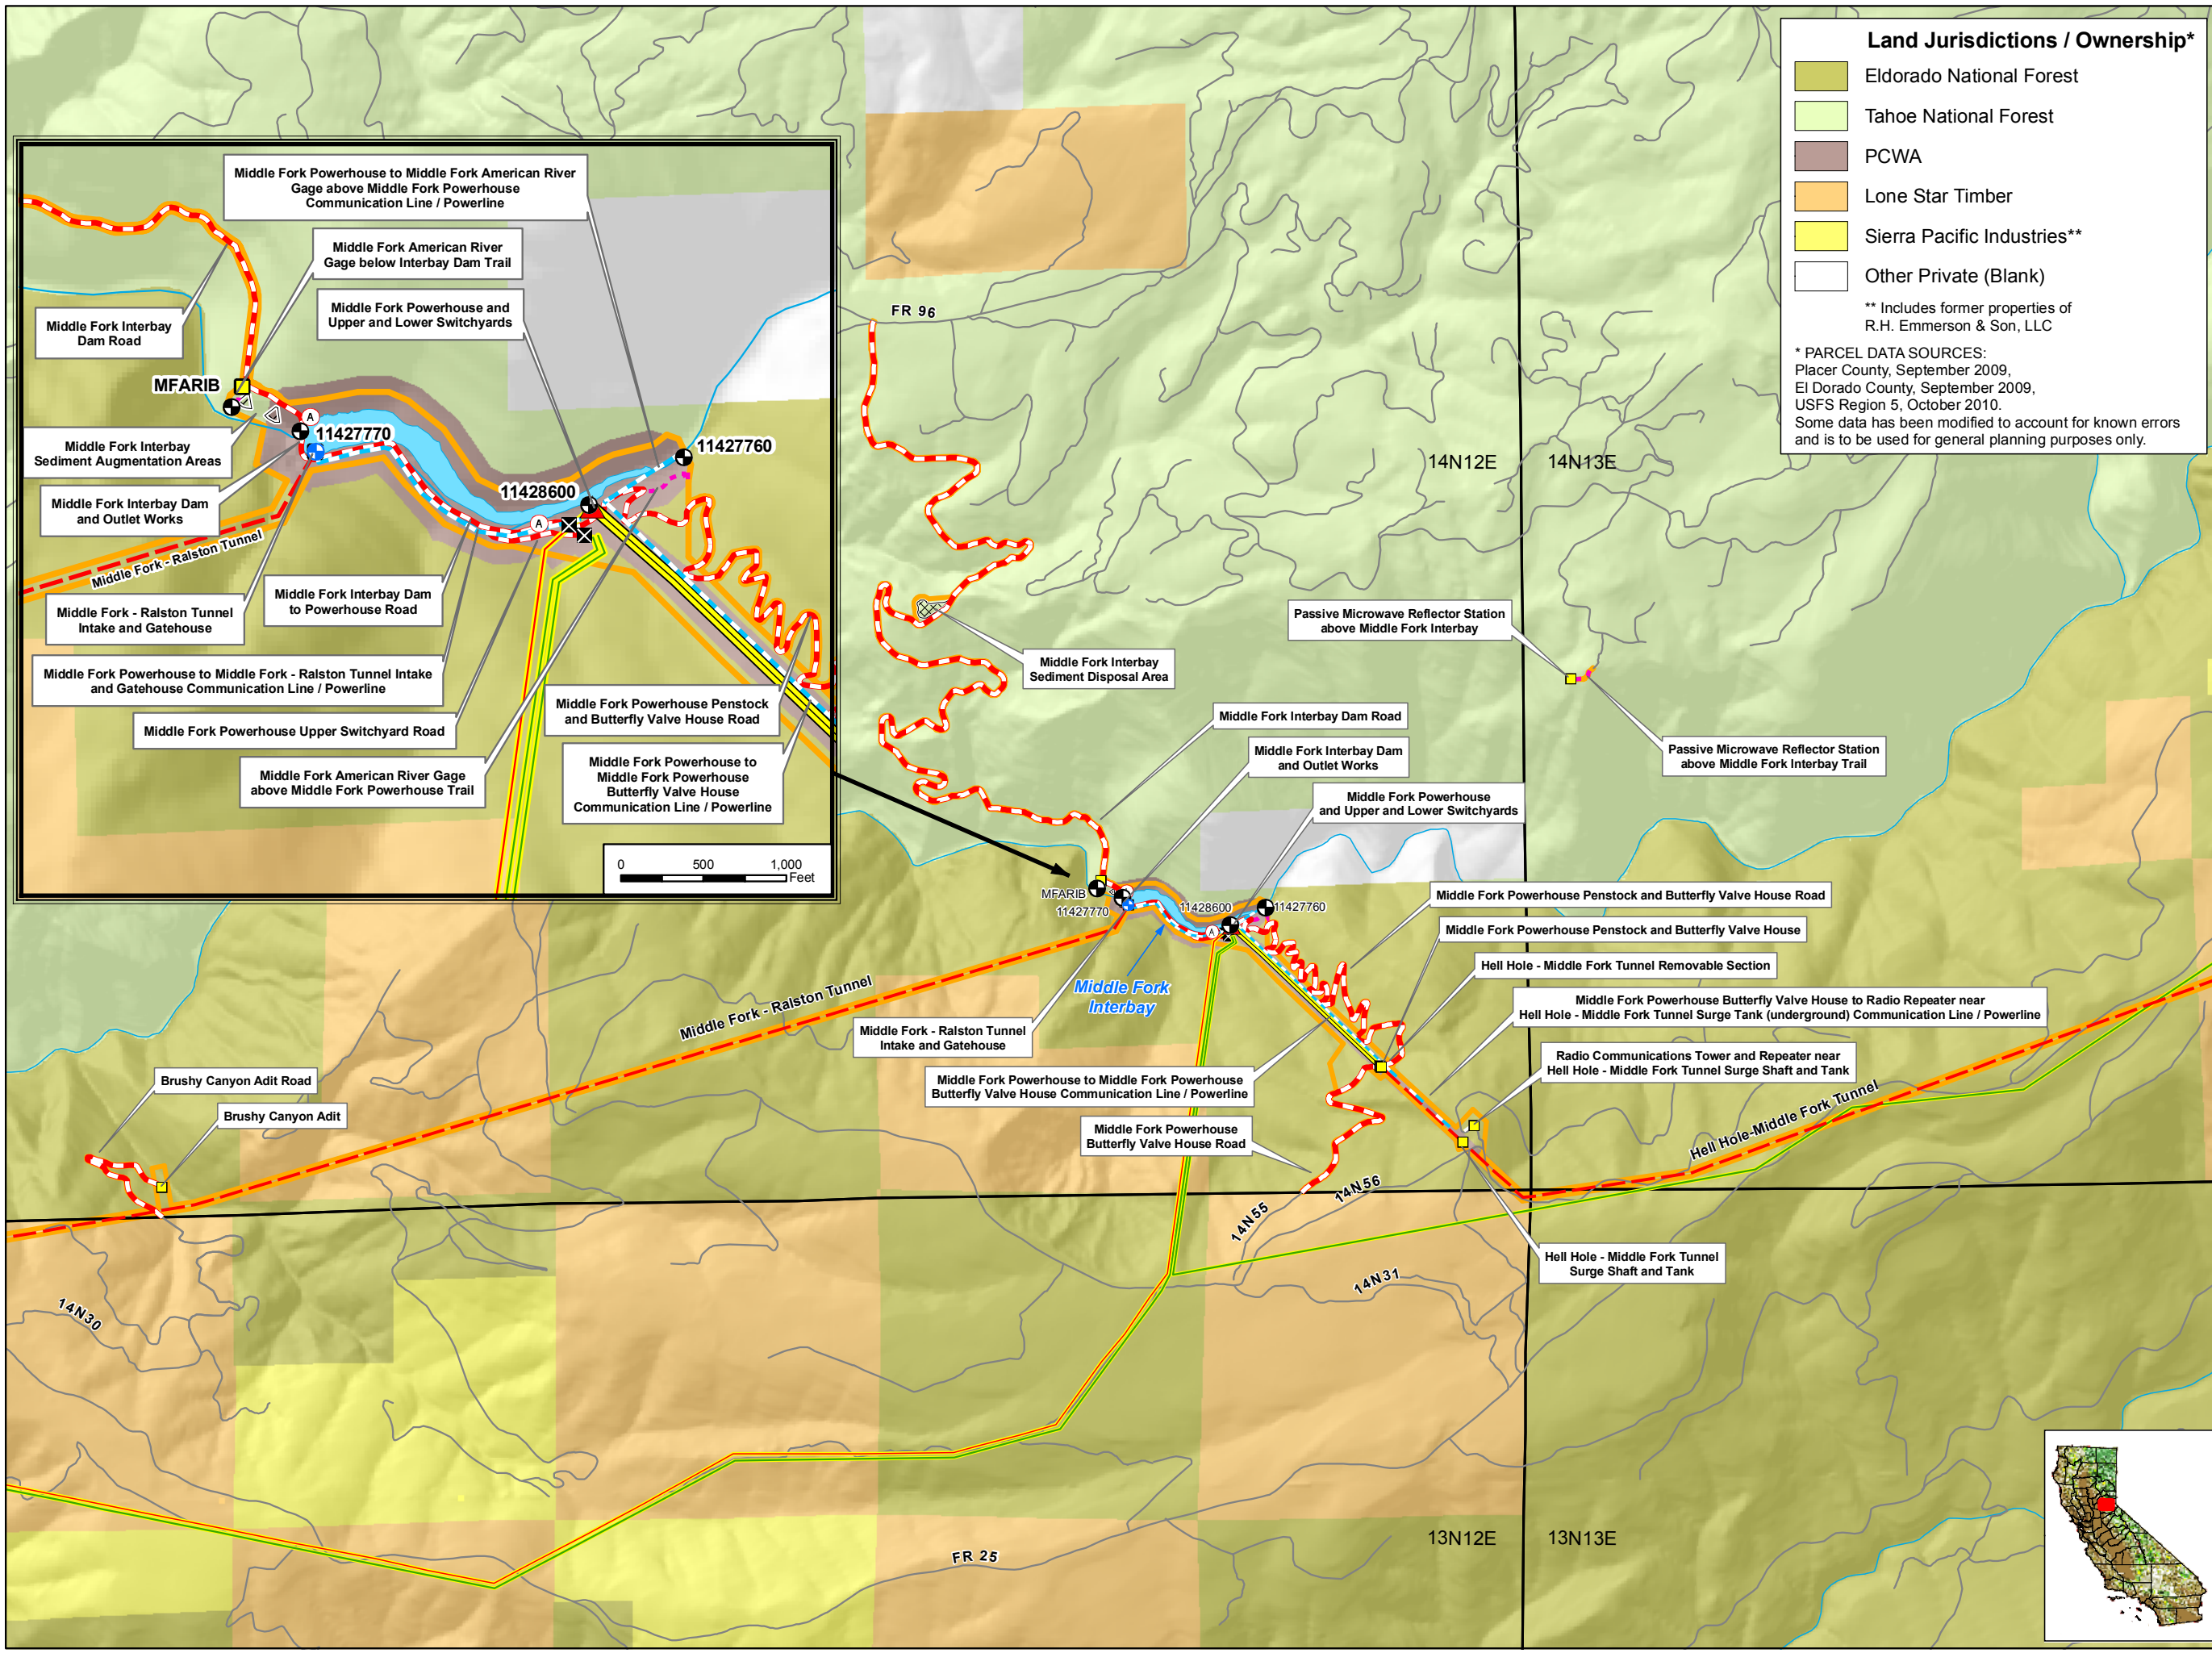 Land Jurisdictions / Ownership*
Eldorado National Forest
Tahoe National Forest
PCWA
Lone Star Timber
Sierra Pacific Industries**
Other Private (Blank)
** Includes former properties of
R.H. Emmerson & Son, LLC
* PARCEL DATA SOURCES:
Placer County, September 2009,
El Dorado County, September 2009,
USFS Region 5, October 2010.
Some data has been modified to account for known errors
and is to be used for general planning purposes only.
Middle Fork Powerhouse to Middle Fork American River
Gage above Middle Fork Powerhouse
Communication Line / Powerline
Middle Fork American River
Gage below Interbay Dam Trail
Middle Fork Powerhouse and
Upper and Lower Switchyards
Middle Fork Interbay
Dam Road
MFARIB
A
11427770
11427760
Middle Fork Interbay
Sediment Augmentation Areas
11428600
Middle Fork Interbay Dam
and Outlet Works
A
Middle Fork - Ralston Tunnel
Middle Fork - Ralston Tunnel
Intake and Gatehouse
Middle Fork Interbay Dam
to Powerhouse Road
Middle Fork Powerhouse to Middle Fork - Ralston Tunnel Intake
and Gatehouse Communication Line / Powerline
Middle Fork Powerhouse Upper Switchyard Road
Middle Fork Powerhouse Penstock
and Butterfly Valve House Road
Middle Fork American River Gage
above Middle Fork Powerhouse Trail
Middle Fork Powerhouse to
Middle Fork Powerhouse
Butterfly Valve House
Communication Line / Powerline
0 500 1,000
Feet
FR 96
14N12E
14N13E
Passive Microwave Reflector Station
above Middle Fork Interbay
Middle Fork Interbay
Sediment Disposal Area
Middle Fork Interbay Dam Road
Middle Fork Interbay Dam
and Outlet Works
Passive Microwave Reflector Station
above Middle Fork Interbay Trail
Middle Fork Powerhouse
and Upper and Lower Switchyards
MFARIB
11427770
11428600
11427760
A
Middle Fork Powerhouse Penstock and Butterfly Valve House Road
Middle Fork Powerhouse Penstock and Butterfly Valve House
Hell Hole - Middle Fork Tunnel Removable Section
Middle Fork
Interbay
Middle Fork - Ralston Tunnel
Middle Fork Powerhouse Butterfly Valve House to Radio Repeater near
Hell Hole - Middle Fork Tunnel Surge Tank (underground) Communication Line / Powerline
Middle Fork - Ralston Tunnel
Intake and Gatehouse
Radio Communications Tower and Repeater near
Hell Hole - Middle Fork Tunnel Surge Shaft and Tank
Brushy Canyon Adit Road
Middle Fork Powerhouse to Middle Fork Powerhouse
Butterfly Valve House Communication Line / Powerline
Brushy Canyon Adit
Hell Hole-Middle Fork Tunnel
Middle Fork Powerhouse
Butterfly Valve House Road
14N56
14N55
Hell Hole - Middle Fork Tunnel
Surge Shaft and Tank
14N31
14N30
13N12E
13N13E
FR 25